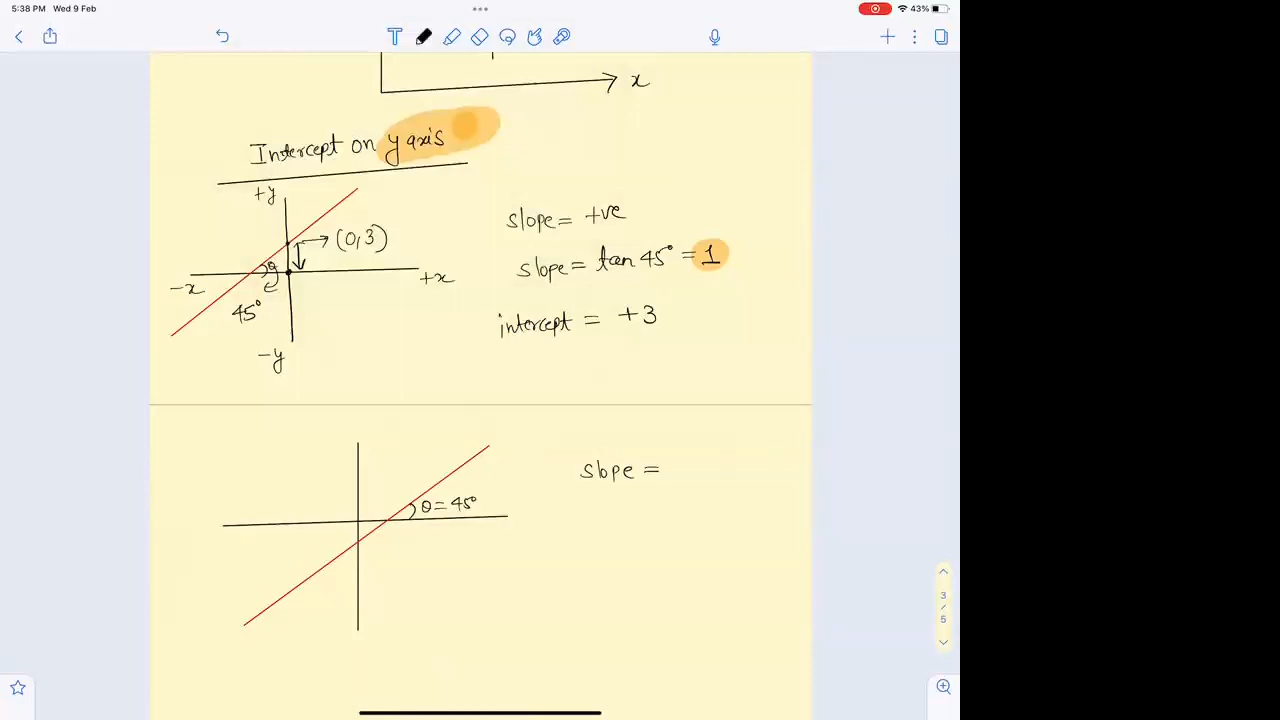 5:38 PM Wed 9 Feb
43%
x
Intercept on y axis
+y
(0,3)
-x
+x
45°
-y
slope = +ve
slope = tan 45° = 1
intercept = +3
θ = 45°
slope =
3
/
5